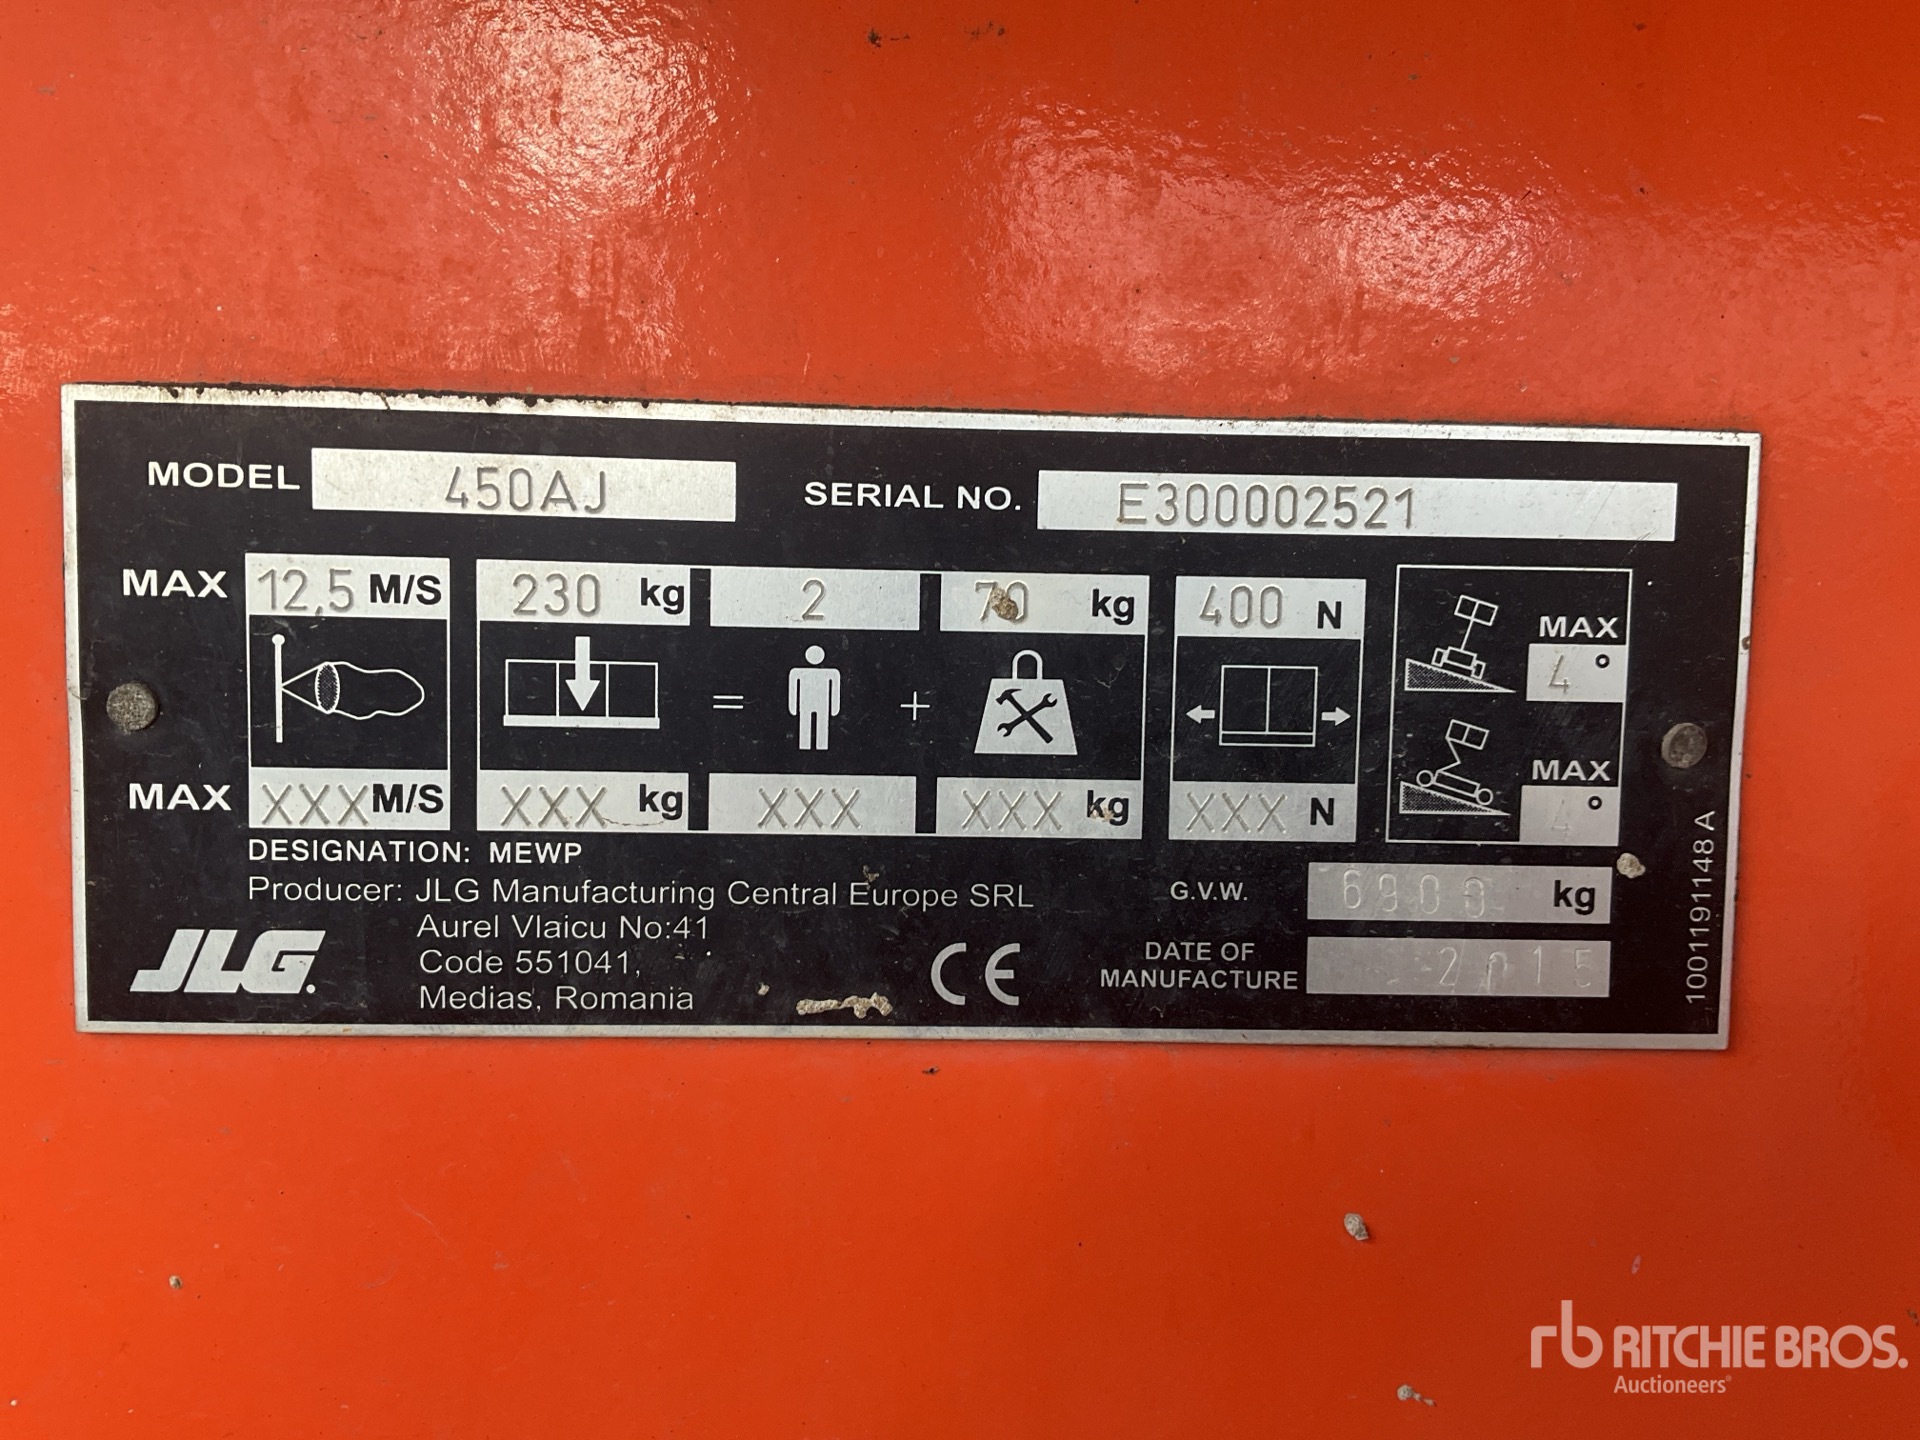 MODEL 450AJ SERIAL NO. E300002521
MAX 12,5 M/S 230 kg 2 70 kg 400 N
MAX 4°
= +
MAX 4°
MAX XXX M/S XXX kg XXX XXX kg XXX N
DESIGNATION: MEWP
Producer: JLG Manufacturing Central Europe SRL
Aurel Vlaicu No:41
Code 551041,
Medias, Romania
JLG.
CE
G.V.W. 6900 kg
DATE OF
MANUFACTURE 2015
1001191148 A
rb RITCHIE BROS.
Auctioneers